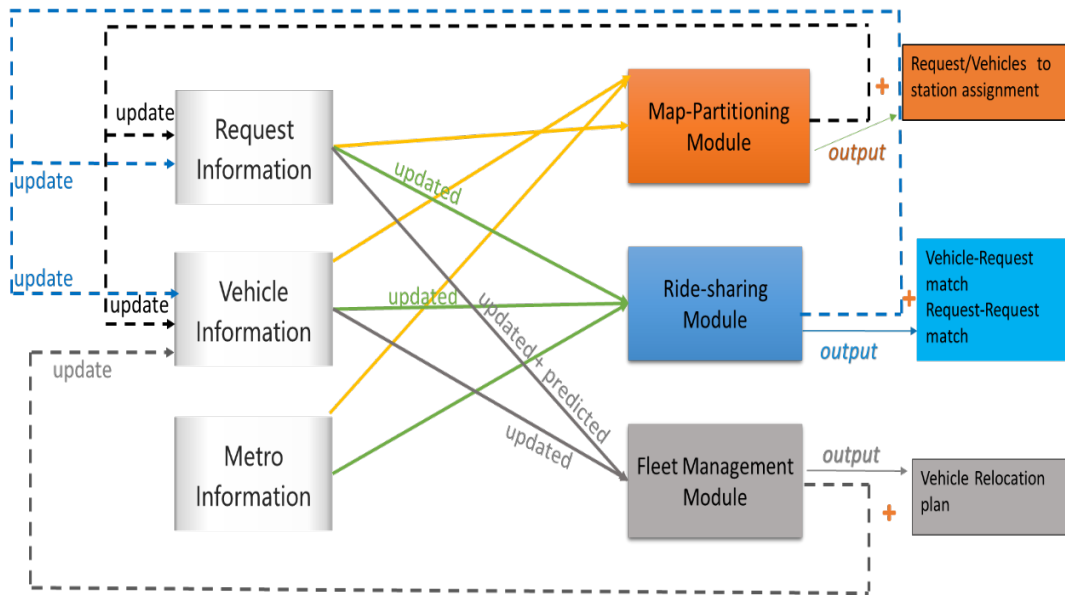 update
Request
Information
update
update
Vehicle
Information
update
update
Metro
Information
updated
updated
updated + predicted
updated
Map-Partitioning
Module
Ride-sharing
Module
Fleet Management
Module
+
Request/Vehicles to
station assignment
output
+
Vehicle-Request
match
Request-Request
match
output
output
+
Vehicle Relocation
plan